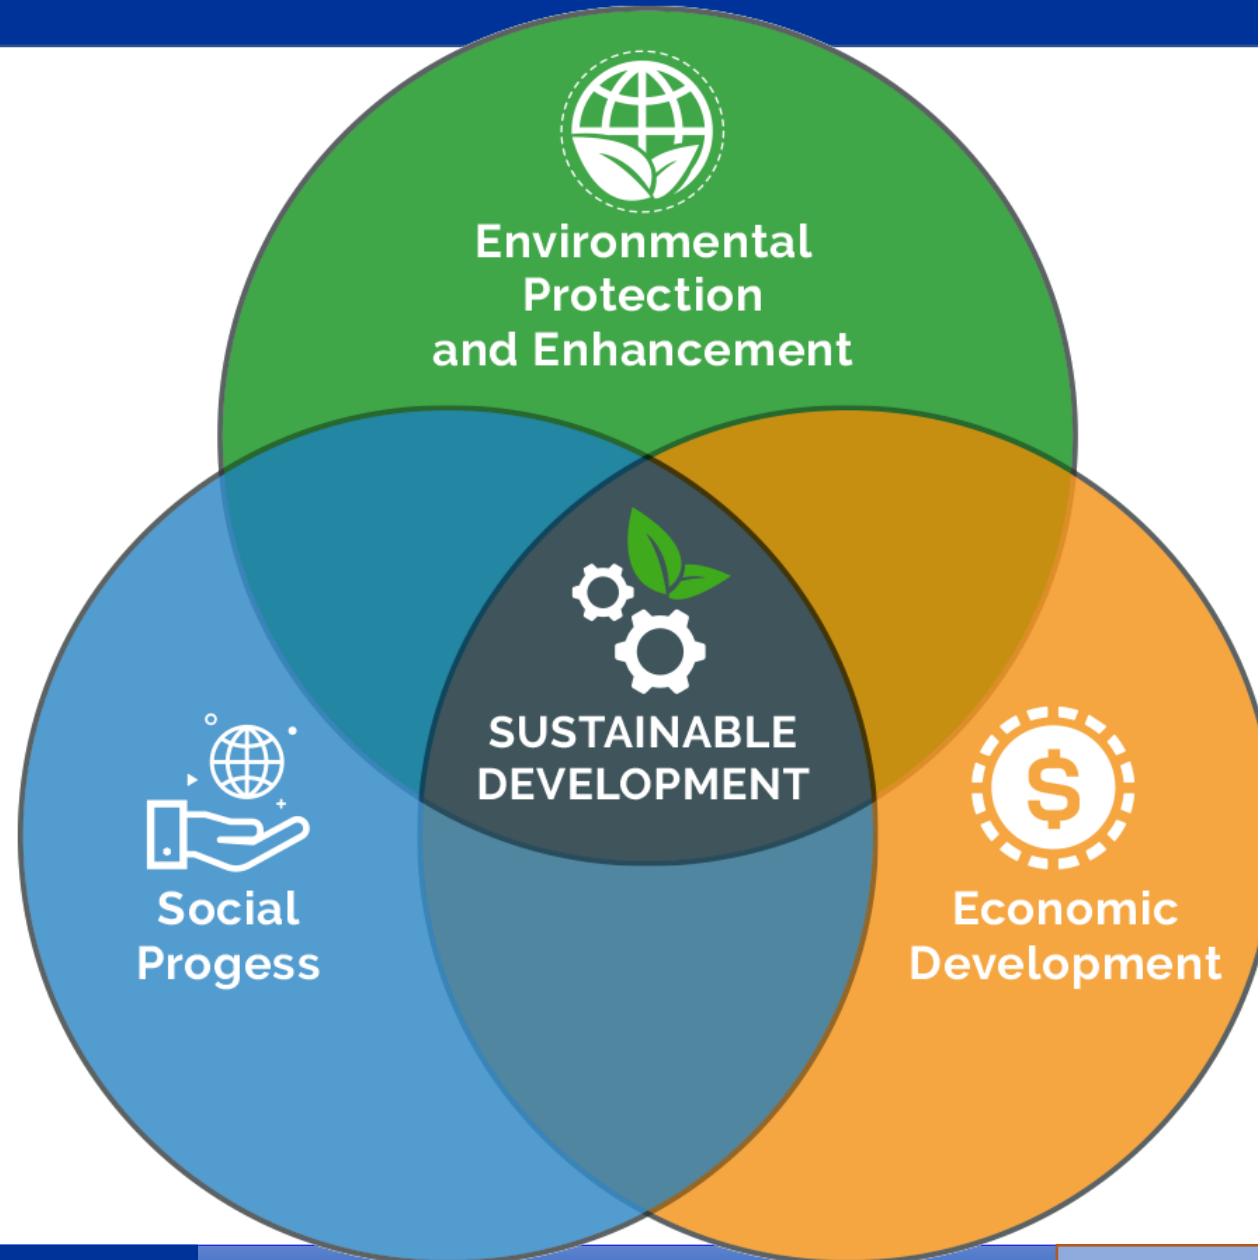 Environmental
Protection
and Enhancement
SUSTAINABLE
DEVELOPMENT
$
Social
Progess
Economic
Development